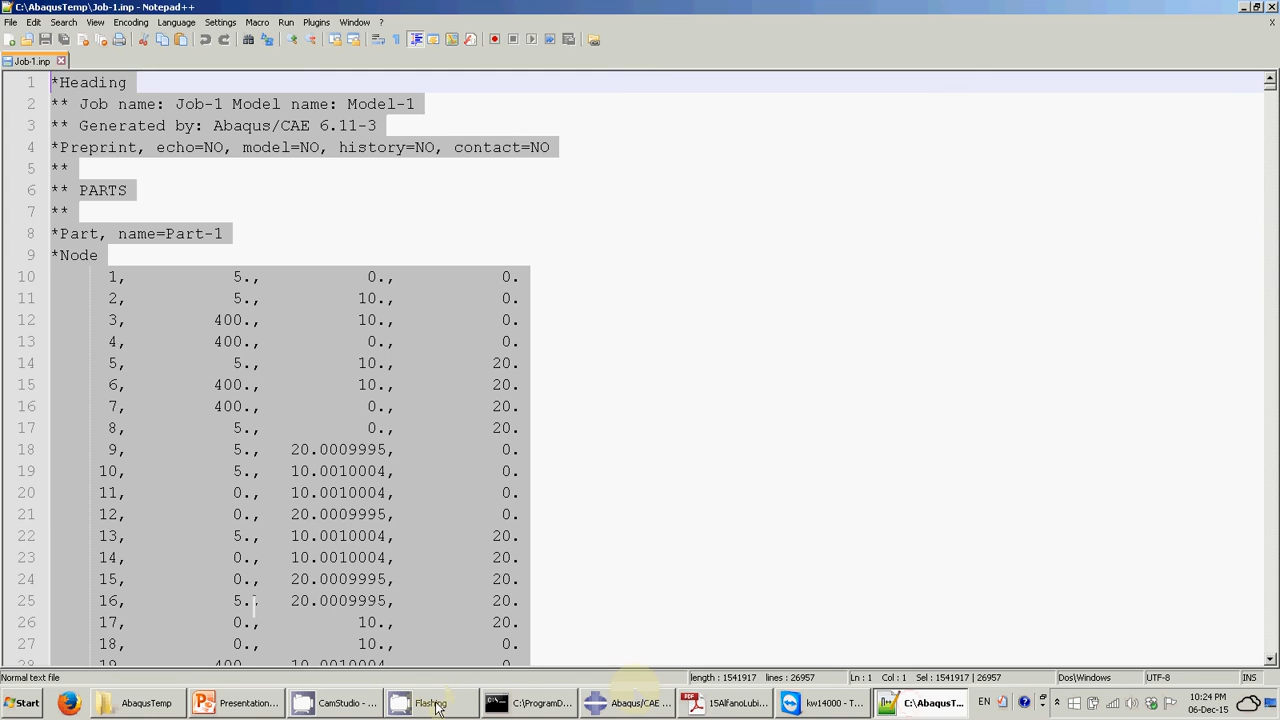 C:\AbaqusTemp\Job-1.inp - Notepad++
File Edit Search View Encoding Language Settings Macro Run Plugins Window ? X
Job-1.inp
1 *Heading
2 ** Job name: Job-1 Model name: Model-1
3 ** Generated by: Abaqus/CAE 6.11-3
4 *Preprint, echo=NO, model=NO, history=NO, contact=NO
5 **
6 ** PARTS
7 **
8 *Part, name=Part-1
9 *Node
10 1, 5., 0., 0.
11 2, 5., 10., 0.
12 3, 400., 10., 0.
13 4, 400., 0., 0.
14 5, 5., 10., 20.
15 6, 400., 10., 20.
16 7, 400., 0., 20.
17 8, 5., 0., 20.
18 9, 5., 20.0009995, 0.
19 10, 5., 10.0010004, 0.
20 11, 0., 10.0010004, 0.
21 12, 0., 20.0009995, 0.
22 13, 5., 10.0010004, 20.
23 14, 0., 10.0010004, 20.
24 15, 0., 20.0009995, 20.
25 16, 5., 20.0009995, 20.
26 17, 0., 10., 20.
27 18, 0., 10., 0.
28 19, 400., 10.0010004, 0.
Normal text file length : 1541917 lines : 26957 Ln : 1 Col : 1 Sel : 1541917 | 26957 Dos\Windows UTF-8 INS
Start AbaqusTemp Presentation... CamStudio - ... Flashing C:\ProgramD... Abaqus/CAE ... 15AlfanoLubi... kw14000 - T... C:\AbaqusT... EN 10:24 PM
06-Dec-15